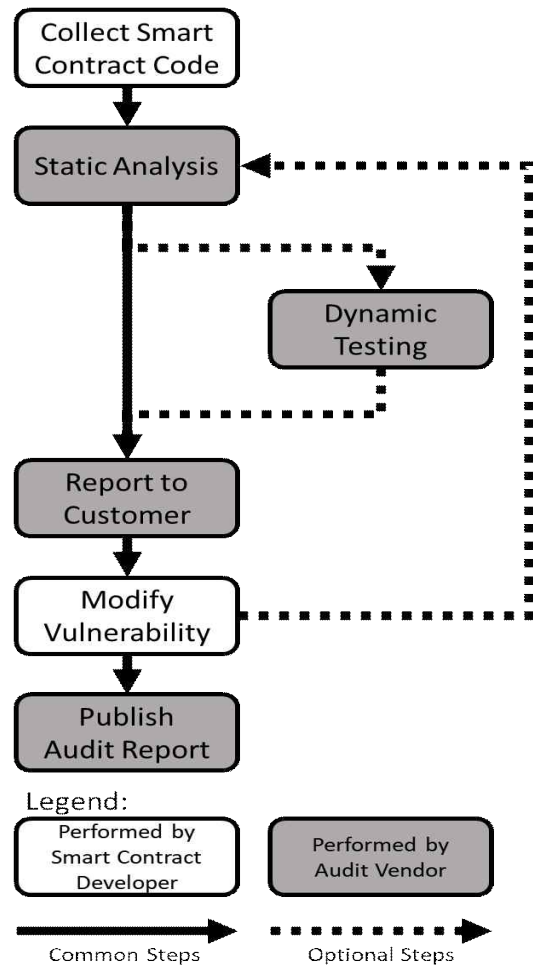 Collect Smart
Contract Code
Static Analysis
Dynamic
Testing
Report to
Customer
Modify
Vulnerability
Publish
Audit Report
Legend:
Performed by
Smart Contract
Developer
Performed by
Audit Vendor
Common Steps
Optional Steps